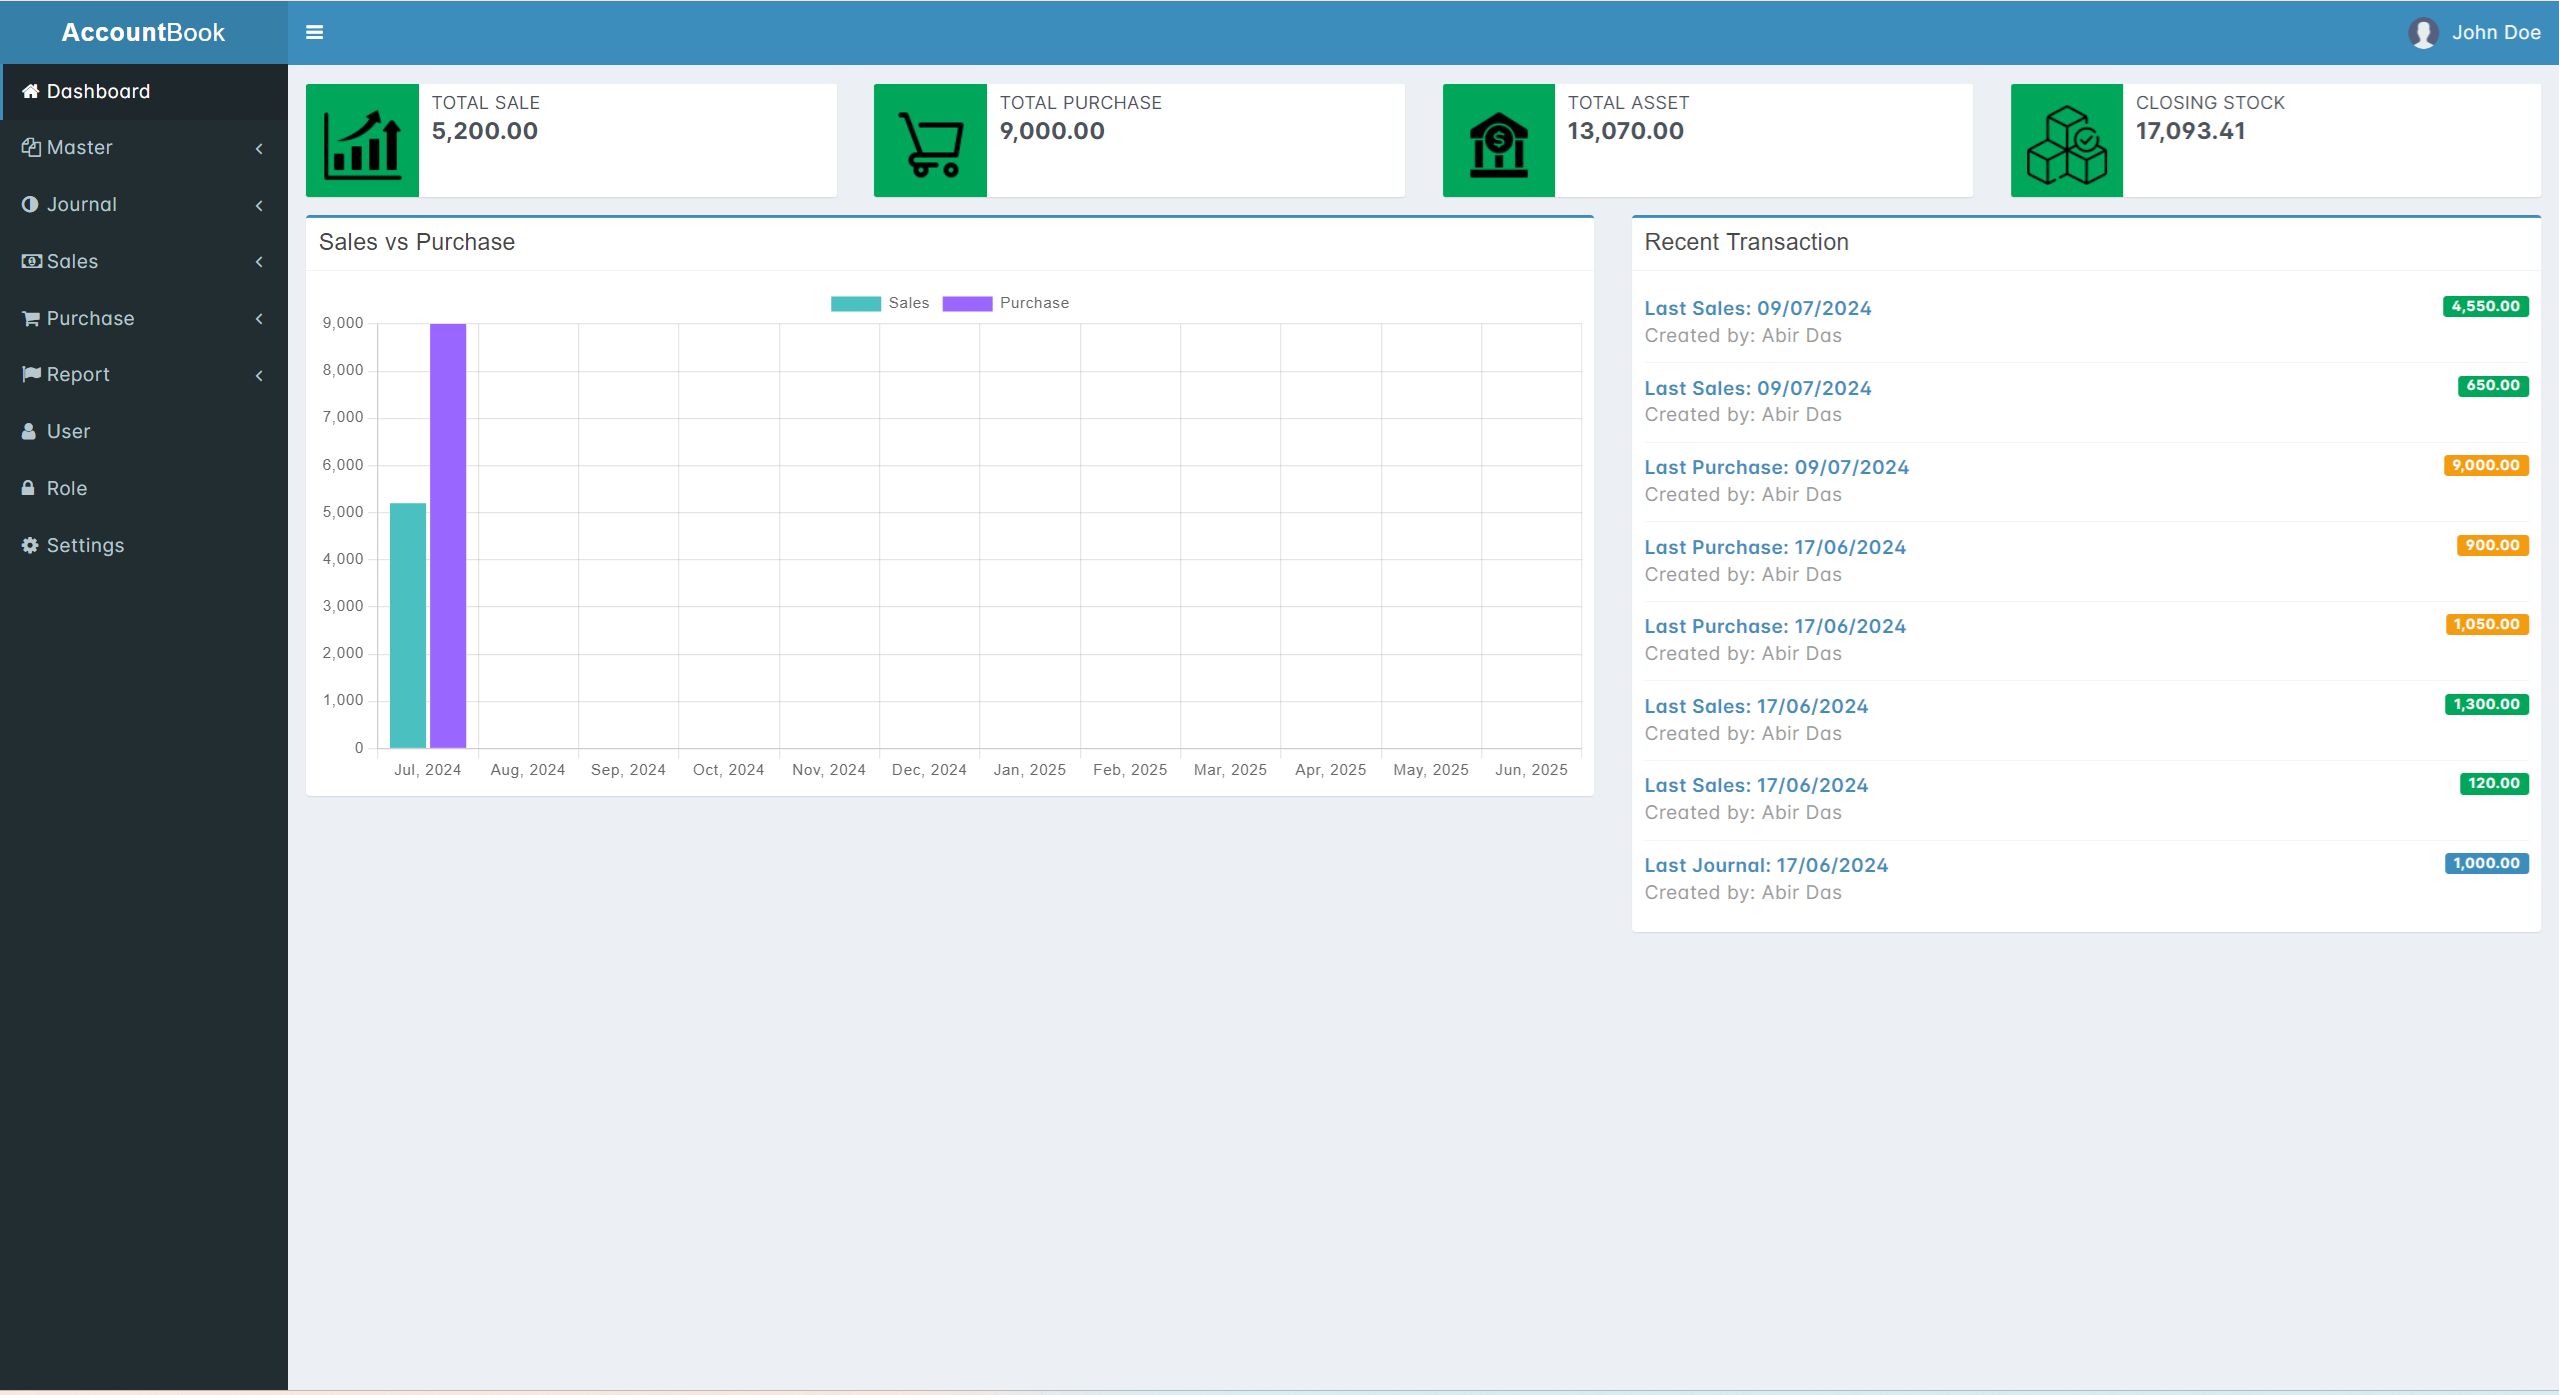 AccountBook
John Doe
Dashboard
Master
Journal
Sales
Purchase
Report
User
Role
Settings
TOTAL SALE
5,200.00
TOTAL PURCHASE
9,000.00
TOTAL ASSET
13,070.00
CLOSING STOCK
17,093.41
Sales vs Purchase
Sales Purchase
9,000
8,000
7,000
6,000
5,000
4,000
3,000
2,000
1,000
0
Jul, 2024 Aug, 2024 Sep, 2024 Oct, 2024 Nov, 2024 Dec, 2024 Jan, 2025 Feb, 2025 Mar, 2025 Apr, 2025 May, 2025 Jun, 2025
Recent Transaction
Last Sales: 09/07/2024 4,550.00
Created by: Abir Das
Last Sales: 09/07/2024 650.00
Created by: Abir Das
Last Purchase: 09/07/2024 9,000.00
Created by: Abir Das
Last Purchase: 17/06/2024 900.00
Created by: Abir Das
Last Purchase: 17/06/2024 1,050.00
Created by: Abir Das
Last Sales: 17/06/2024 1,300.00
Created by: Abir Das
Last Sales: 17/06/2024 120.00
Created by: Abir Das
Last Journal: 17/06/2024 1,000.00
Created by: Abir Das